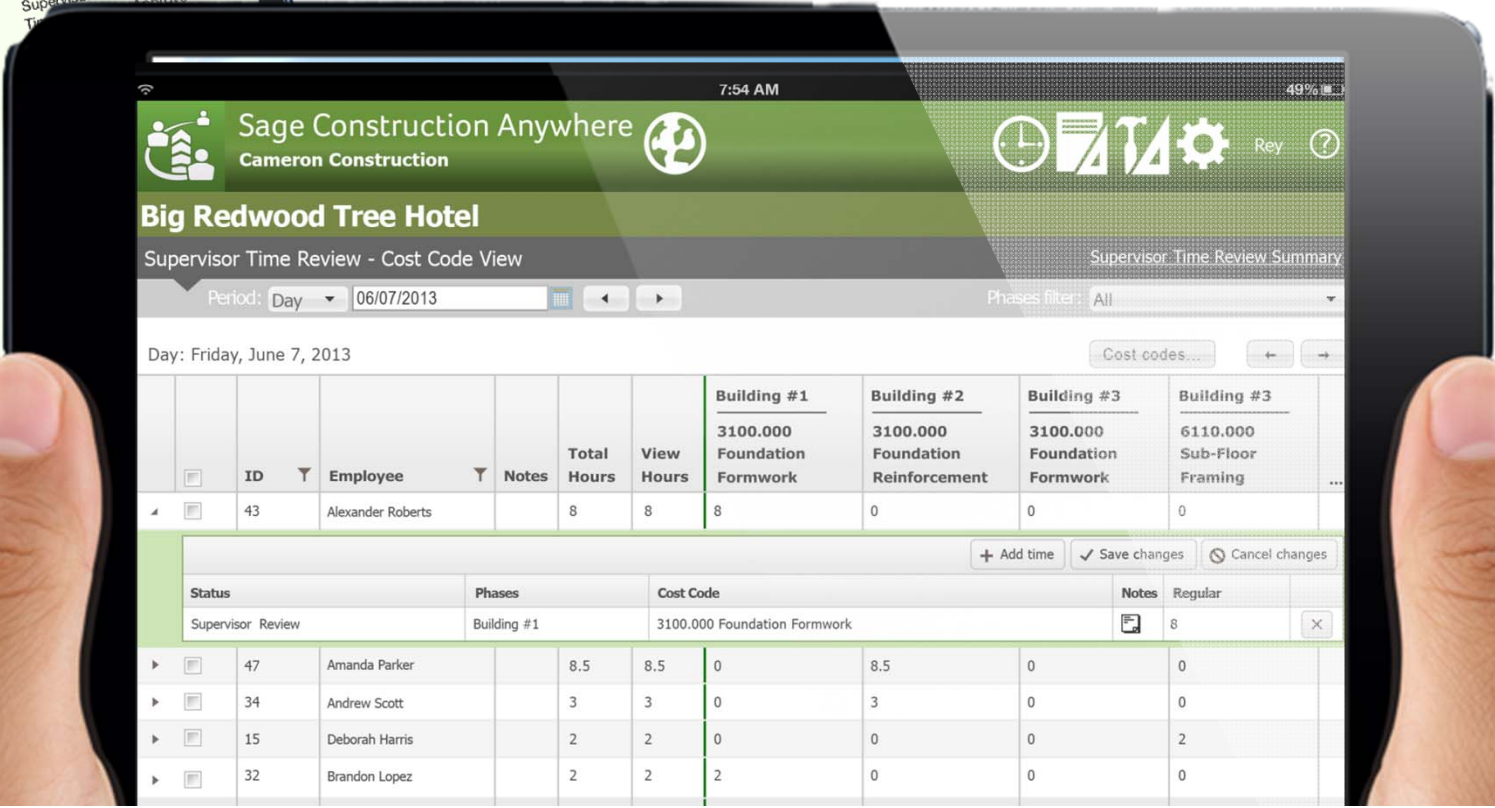 7:54 AM 49%
Sage Construction Anywhere
Cameron Construction
Rey ?
Big Redwood Tree Hotel
Supervisor Time Review - Cost Code View Supervisor Time Review Summary
Period: Day 06/07/2013 Phases filter: All
Day: Friday, June 7, 2013 Cost codes...
Building #1 Building #2 Building #3 Building #3
3100.000 3100.000 3100.000 6110.000
Total View Foundation Foundation Foundation Sub-Floor
ID Employee Notes Hours Hours Formwork Reinforcement Formwork Framing ...
43 Alexander Roberts 8 8 8 0 0 0
+ Add time Save changes Cancel changes
Status Phases Cost Code Notes Regular
Supervisor Review Building #1 3100.000 Foundation Formwork 8
47 Amanda Parker 8.5 8.5 0 8.5 0 0
34 Andrew Scott 3 3 0 3 0 0
15 Deborah Harris 2 2 0 0 0 2
32 Brandon Lopez 2 2 2 0 0 0